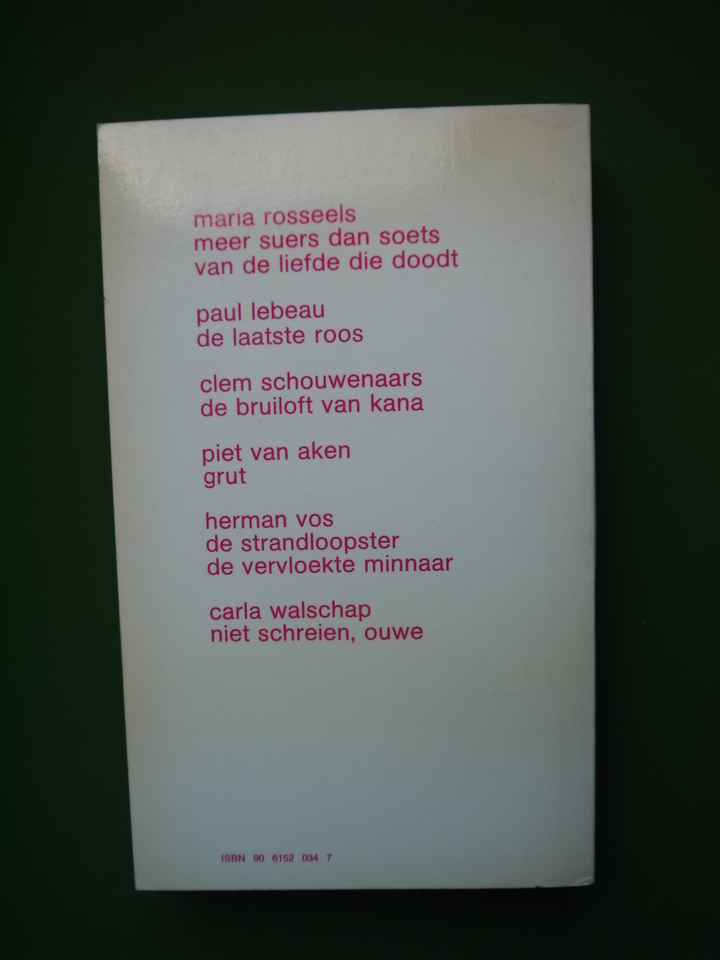 maria rosseels
meer suers dan soets
van de liefde die doodt
paul lebeau
de laatste roos
clem schouwenaars
de bruiloft van kana
piet van aken
grut
herman vos
de strandloopster
de vervloekte minnaar
carla walschap
niet schreien, ouwe
ISBN 90 6152 034 7